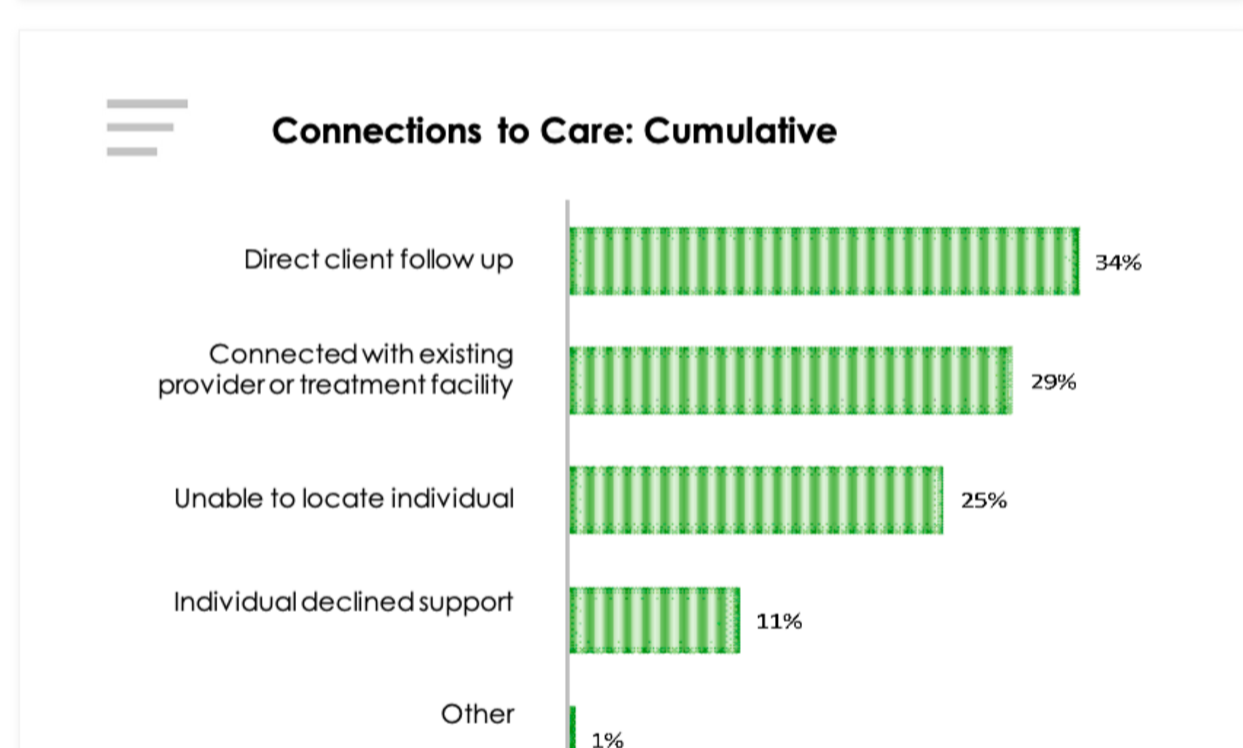 Connections to Care: Cumulative
Direct client follow up
34%
Connected with existing
provider or treatment facility
29%
Unable to locate individual
25%
Individual declined support
11%
Other
1%